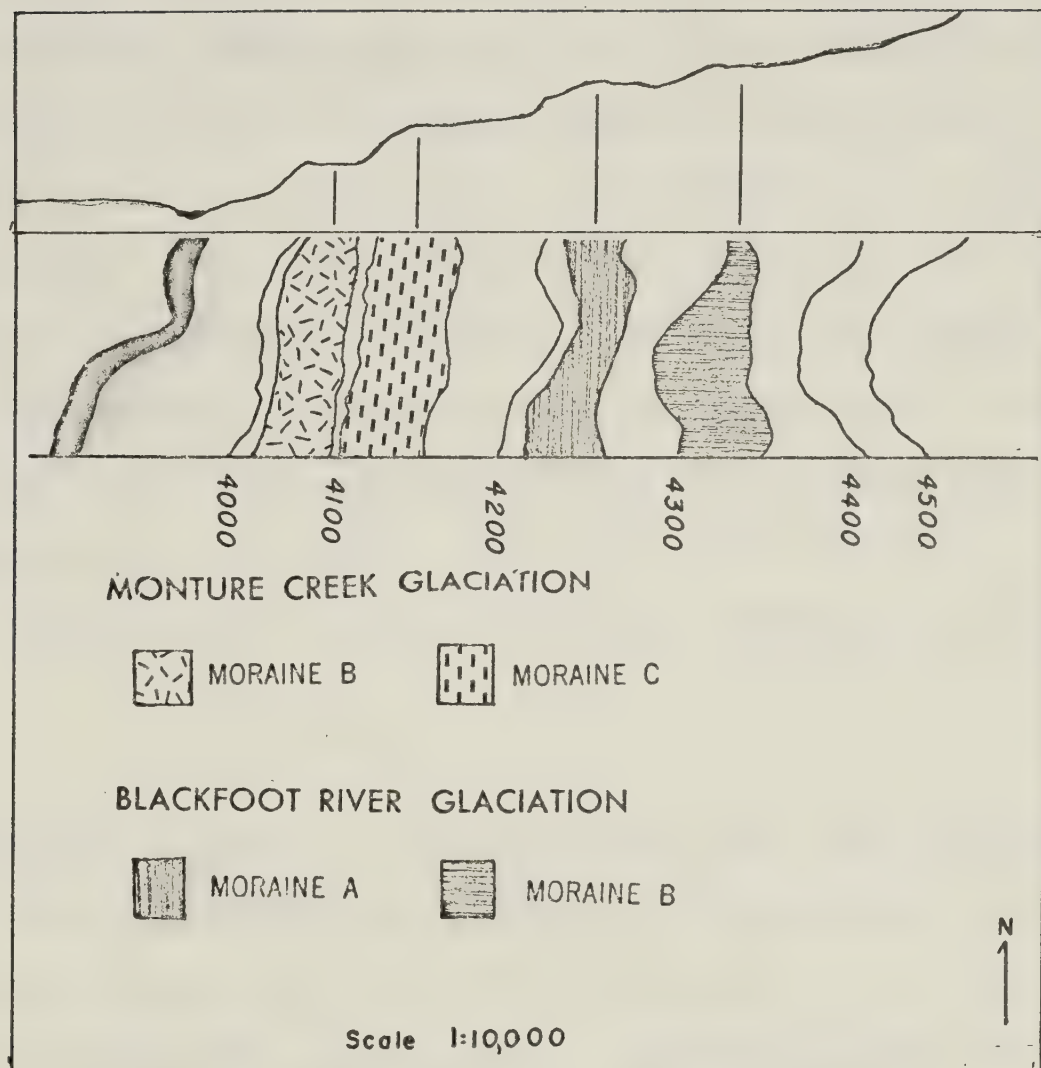 4000 4100 4200 4300 4400 4500
MONTURE CREEK GLACIATION
MORAINE B MORAINE C
BLACKFOOT RIVER GLACIATION
MORAINE A MORAINE B
N
Scale 1:10,000